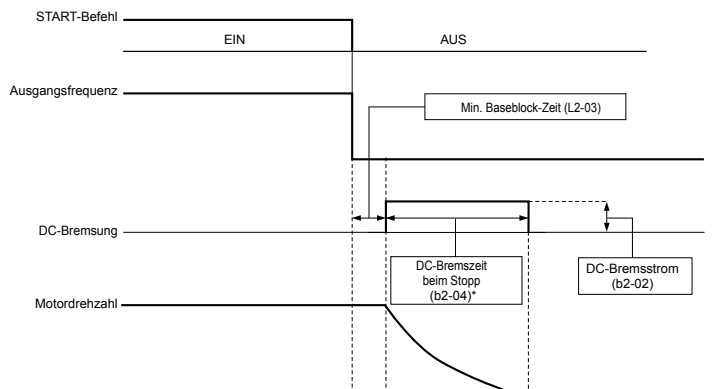 START-Befehl
EIN
AUS
Ausgangsfrequenz
Min. Baseblock-Zeit (L2-03)
DC-Bremsung
DC-Bremszeit
beim Stopp
(b2-04)*
DC-Bremsstrom
(b2-02)
Motordrehzahl